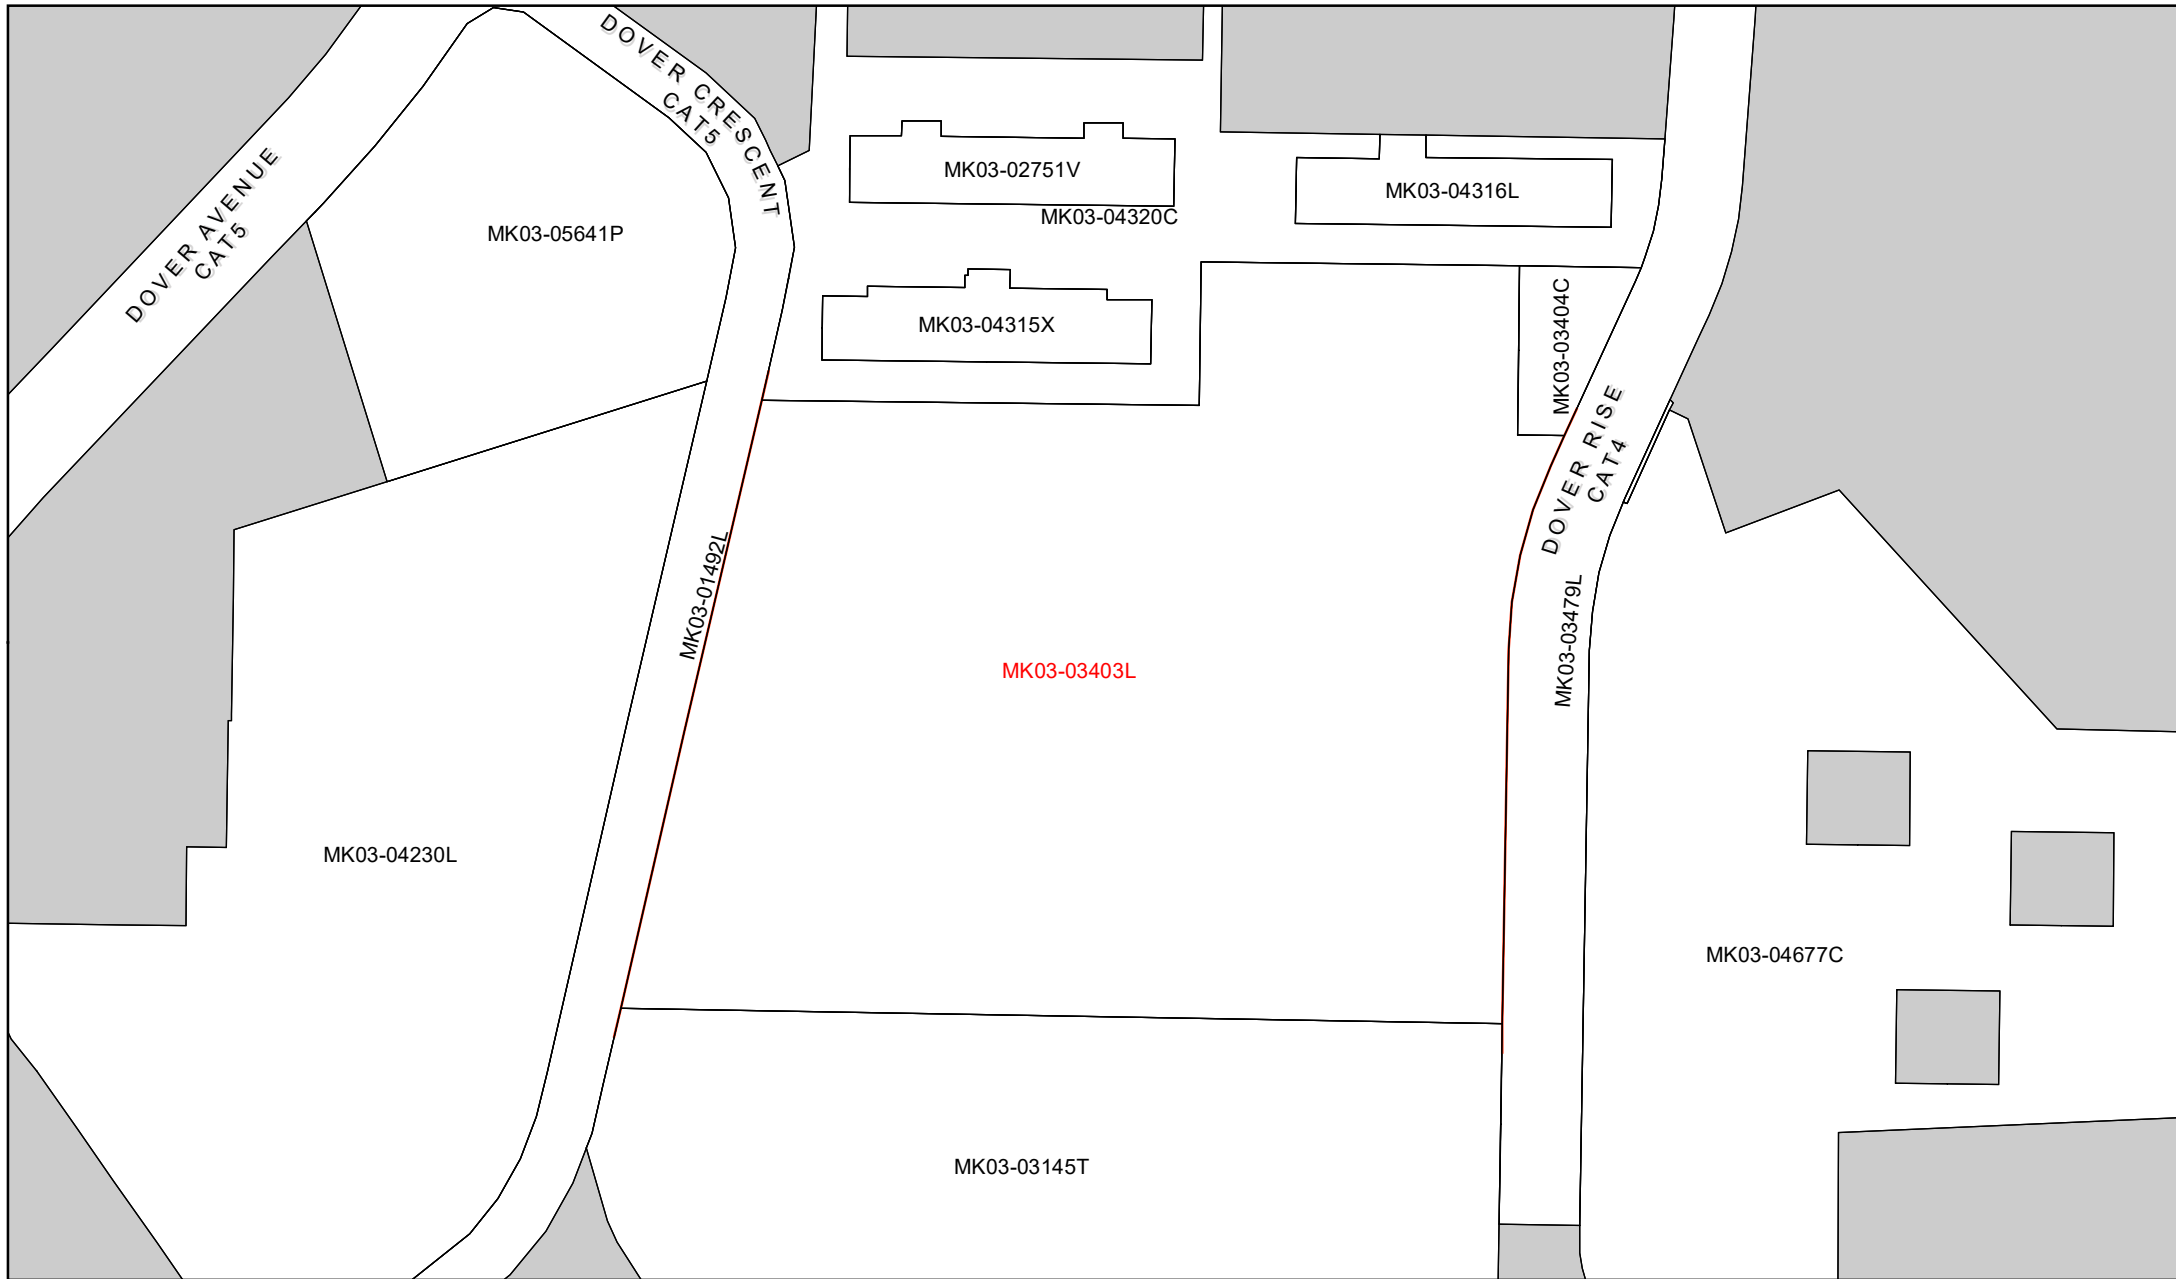 DOVER CRESCENT
CAT5
DOVER AVENUE
CAT5
MK03-02751V
MK03-04316L
MK03-04320C
MK03-05641P
MK03-04315X
MK03-03404C
DOVER RISE
CAT4
MK03-01492L
MK03-03479L
MK03-03403L
MK03-04230L
MK03-04677C
MK03-03145T